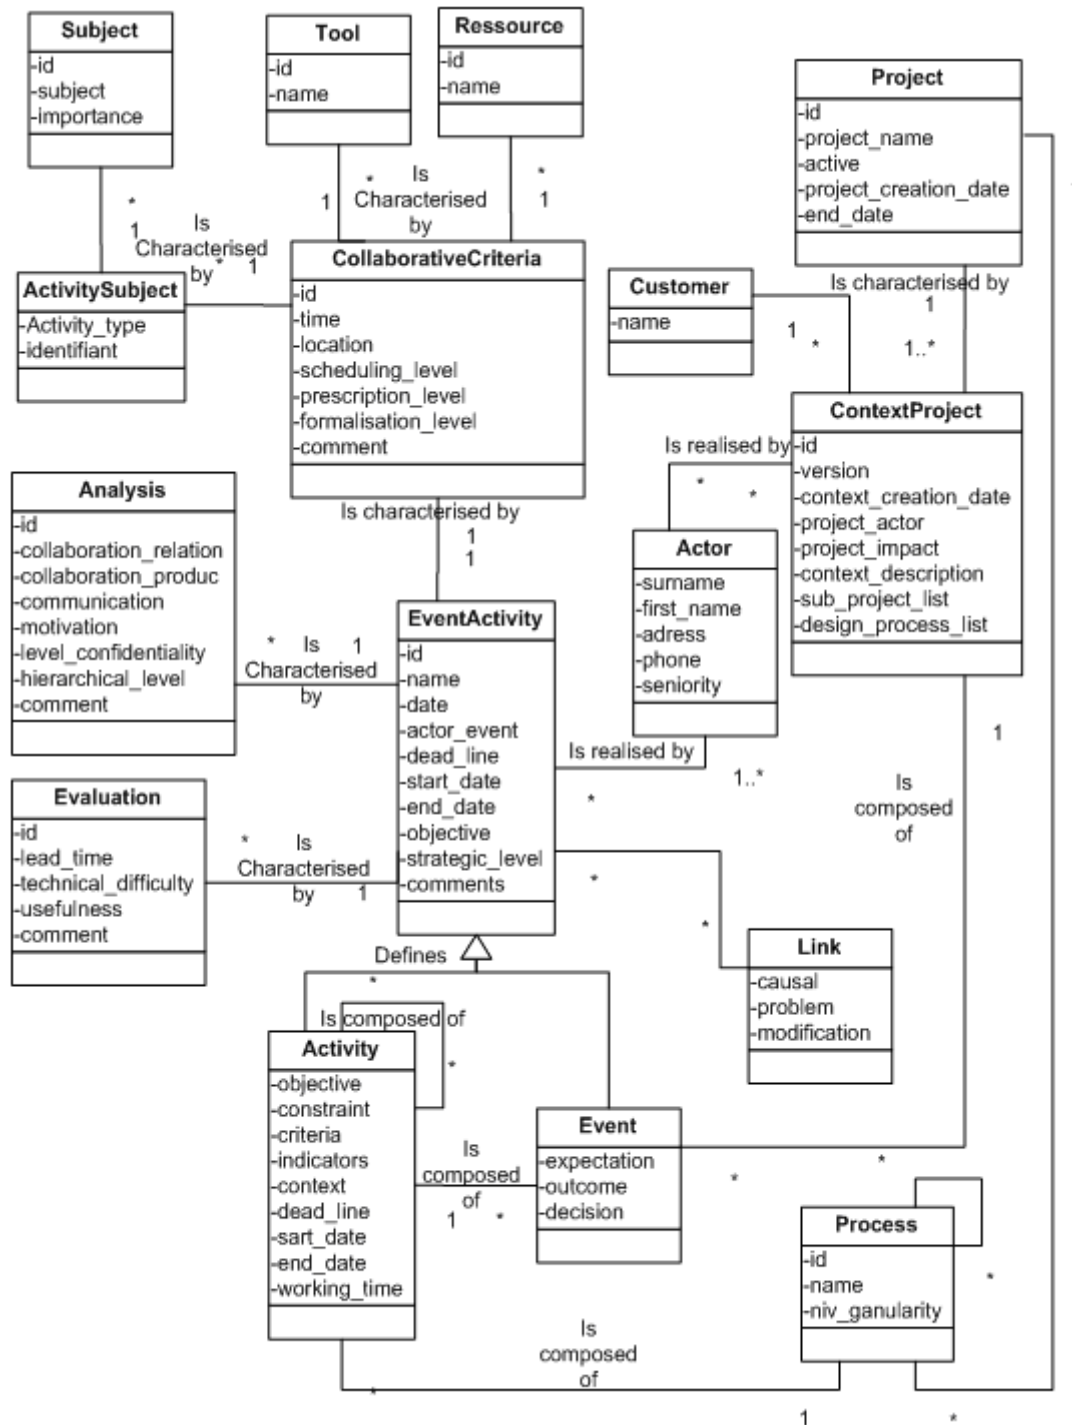 Subject
-id
-subject
-importance
Tool
-id
-name
Ressource
-id
-name
Project
-id
-project_name
-active
-project_creation_date
-end_date
*
1
Is
Characterised
by
*
1
1
*
Is
Characterised
by
*
1
ActivitySubject
-Activity_type
-identifiant
CollaborativeCriteria
-id
-time
-location
-scheduling_level
-prescription_level
-formalisation_level
-comment
Customer
-name
1
*
Is characterised by
1
1..*
ContextProject
-id
-version
-context_creation_date
-project_actor
-project_impact
-context_description
-sub_project_list
-design_process_list
Is realised by
*
*
Analysis
-id
-collaboration_relation
-collaboration_produc
-communication
-motivation
-level_confidentiality
-hierarchical_level
-comment
Is characterised by
1
1
Actor
-surname
-first_name
-adress
-phone
-seniority
EventActivity
-id
-name
-date
-actor_event
-dead_line
-start_date
-end_date
-objective
-strategic_level
-comments
*
Is
Characterised
by
1
Is realised by
1..*
*
1
Is
composed
of
Evaluation
-id
-lead_time
-technical_difficulty
-usefulness
-comment
*
Is
Characterised
by
1
*
*
Link
-causal
-problem
-modification
Defines
*
Is composed of
*
Activity
-objective
-constraint
-criteria
-indicators
-context
-dead_line
-sart_date
-end_date
-working_time
Is
composed
of
1
*
Event
-expectation
-outcome
-decision
*
*
Process
-id
-name
-niv_ganularity
*
Is
composed
of
*
1
*